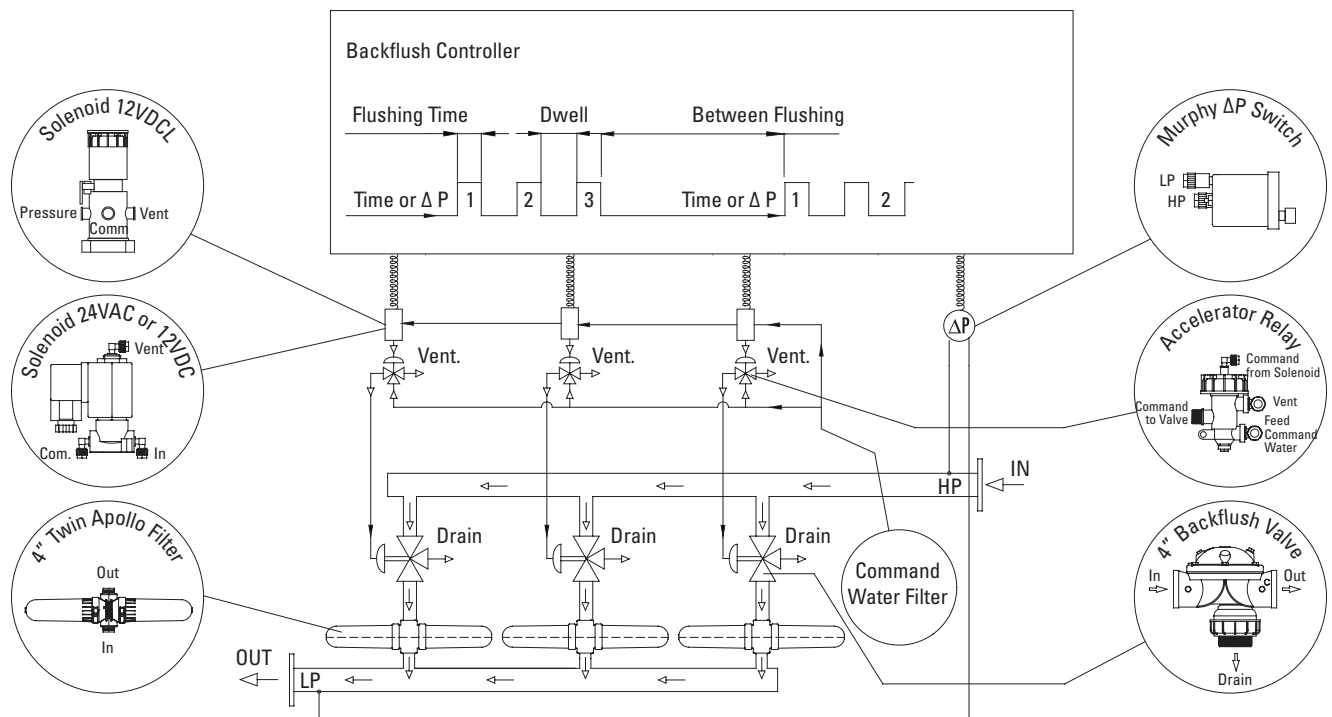 Backflush Controller
Flushing Time
Dwell
Between Flushing
Time or Δ P
1
2
3
Time or Δ P
1
2
Solenoid 12VDCL
Pressure
Vent
Comm
Solenoid 24VAC or 12VDC
Vent
Com.
In
4" Twin Apollo Filter
Out
In
Murphy ΔP Switch
LP
HP
Accelerator Relay
Command
from Solenoid
Command
to Valve
Vent
Feed
Command
Water
4" Backflush Valve
In
Out
Drain
ΔP
Vent.
Vent.
Vent.
IN
HP
Drain
Drain
Drain
Command
Water Filter
OUT
LP